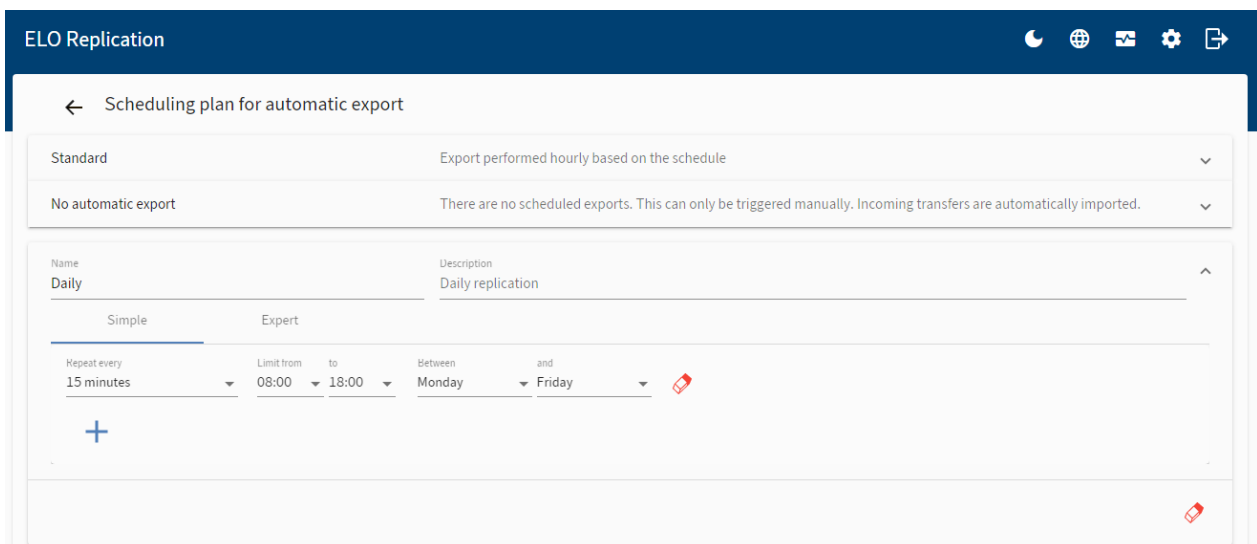 ELO Replication
Scheduling plan for automatic export
Standard Export performed hourly based on the schedule
No automatic export There are no scheduled exports. This can only be triggered manually. Incoming transfers are automatically imported.
Name Description
Daily Daily replication
Simple Expert
Repeat every Limit from to Between and
15 minutes 08:00 18:00 Monday Friday